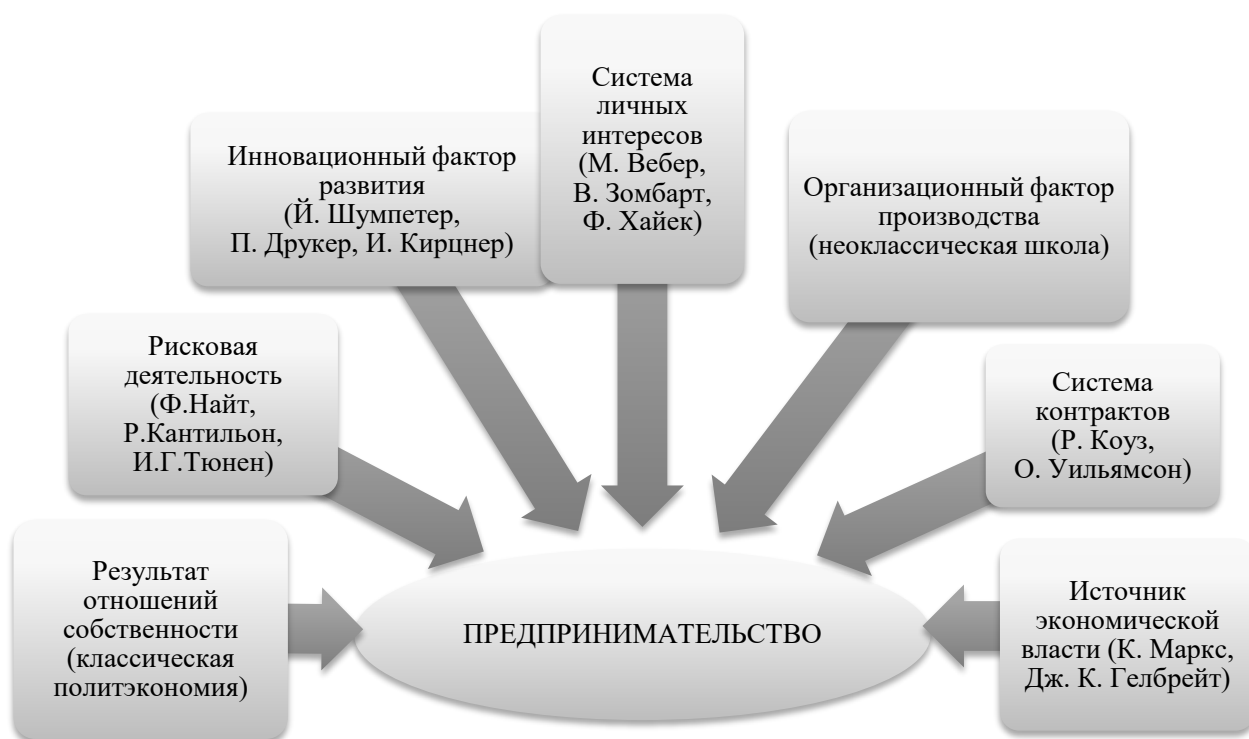 Система
личных
интересов
(М. Вебер,
В. Зомбарт,
Ф. Хайек)
Инновационный фактор
развития
(Й. Шумпетер,
П. Друкер, И. Кирцнер)
Организационный фактор
производства
(неоклассическая школа)
Рисковая
деятельность
(Ф.Найт,
Р.Кантильон,
И.Г.Тюнен)
Система
контрактов
(Р. Коуз,
О. Уильямсон)
Результат
отношений
собственности
(классическая
политэкономия)
ПРЕДПРИНИМАТЕЛЬСТВО
Источник
экономической
власти (К. Маркс,
Дж. К. Гелбрейт)